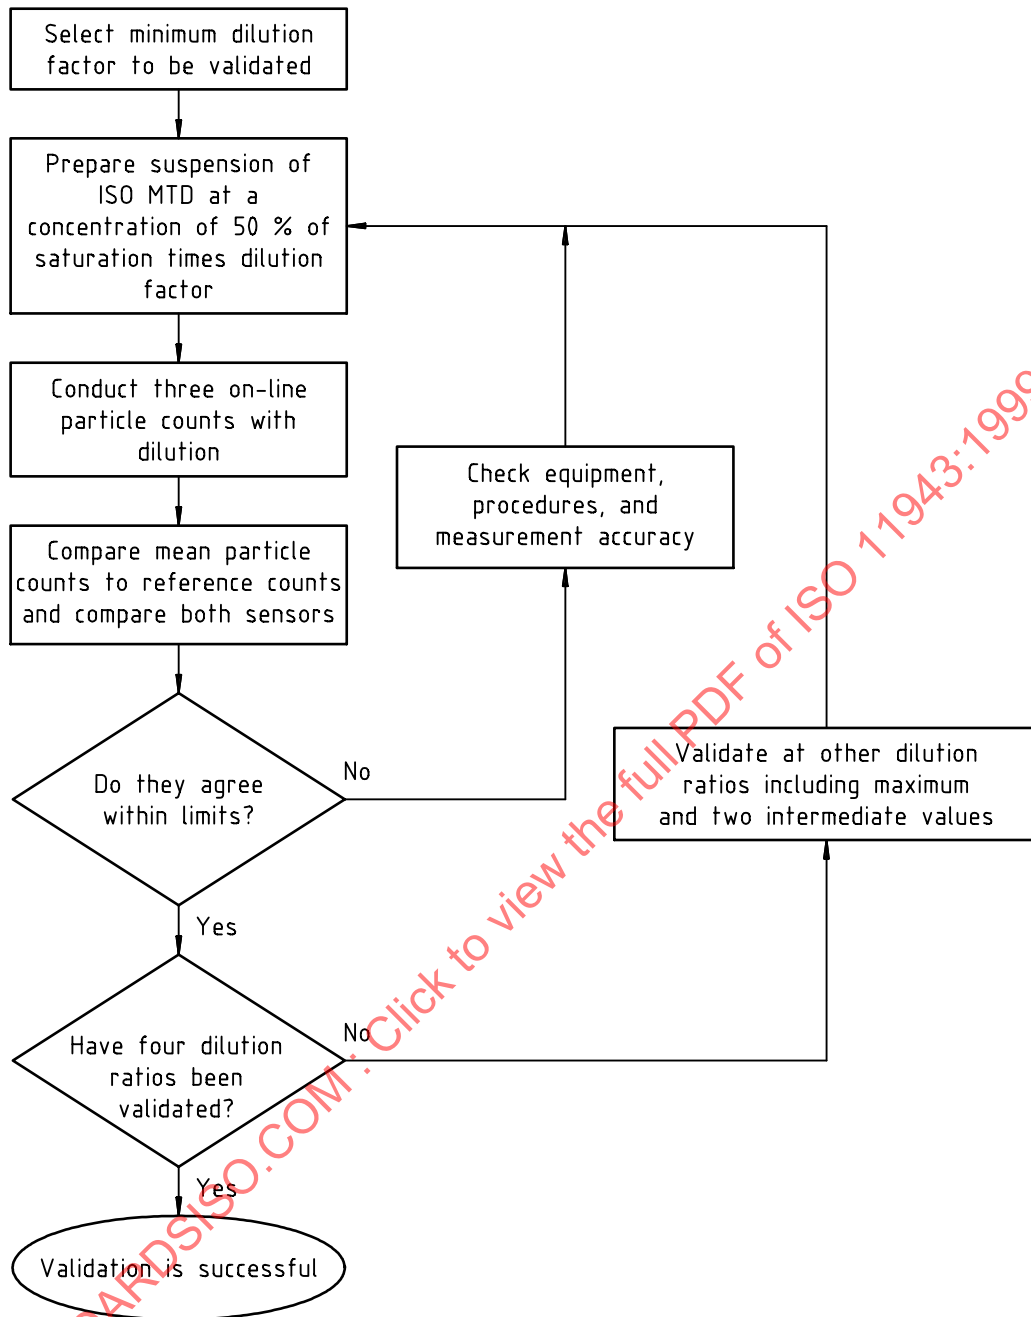 Select minimum dilution
factor to be validated
Prepare suspension of
ISO MTD at a
concentration of 50 % of
saturation times dilution
factor
Conduct three on-line
particle counts with
dilution
Compare mean particle
counts to reference counts
and compare both sensors
Check equipment,
procedures, and
measurement accuracy
Do they agree
within limits?
No
Yes
Validate at other dilution
ratios including maximum
and two intermediate values
Have four dilution
ratios been
validated?
No
Yes
Validation is successful
ARDSISO.COM : Click to view the full PDF of ISO 11943:1999